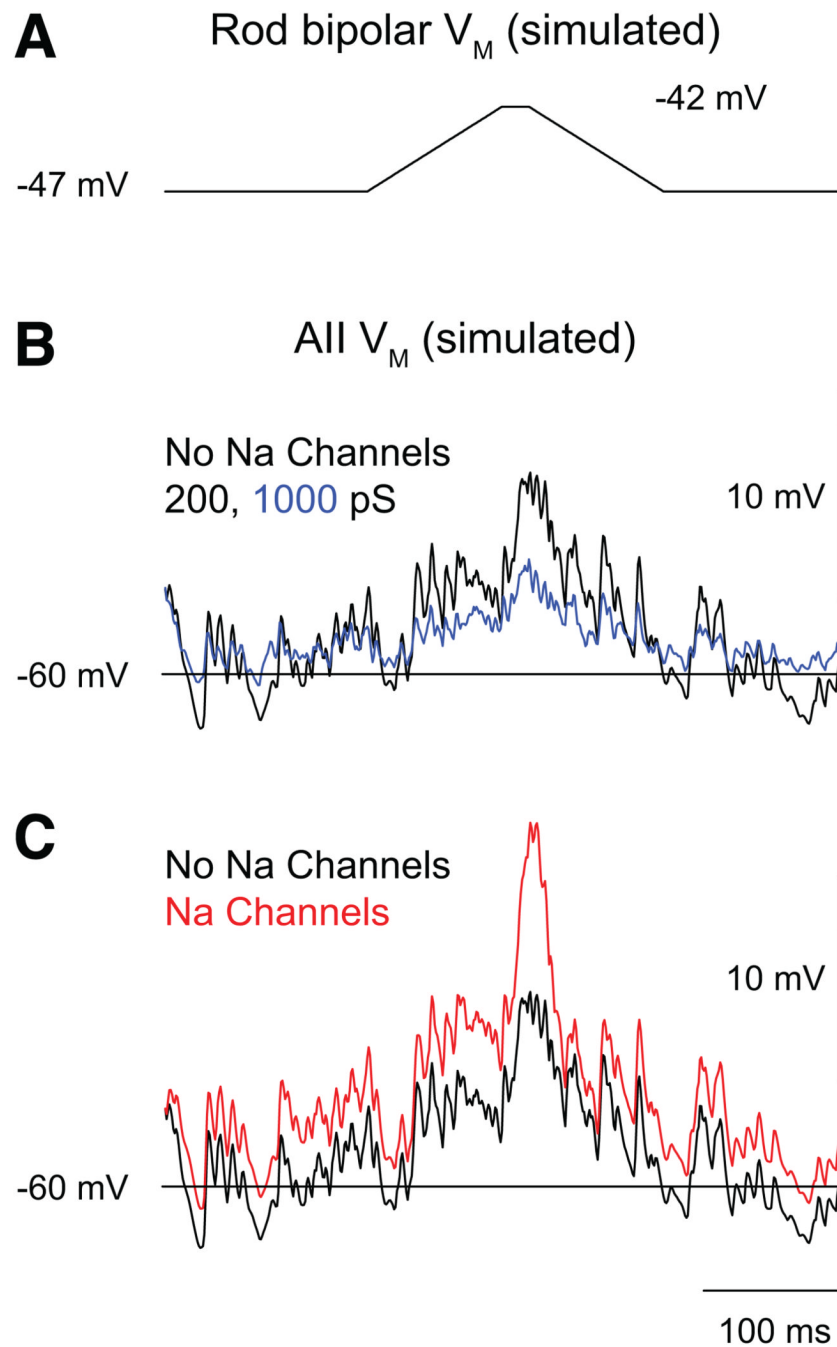 A
Rod bipolar VM (simulated)
-42 mV
-47 mV
B
AII VM (simulated)
No Na Channels
200, 1000 pS
10 mV
-60 mV
C
No Na Channels
Na Channels
10 mV
-60 mV
100 ms